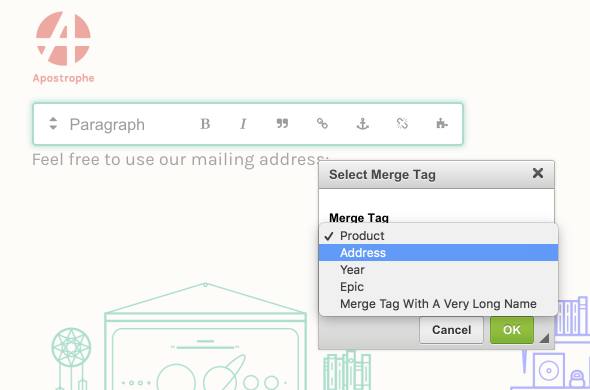 Apostrophe
Paragraph B I
Feel free to use our mailing address:
Select Merge Tag
Merge Tag
Product
Address
Year
Epic
Merge Tag With A Very Long Name
Cancel OK